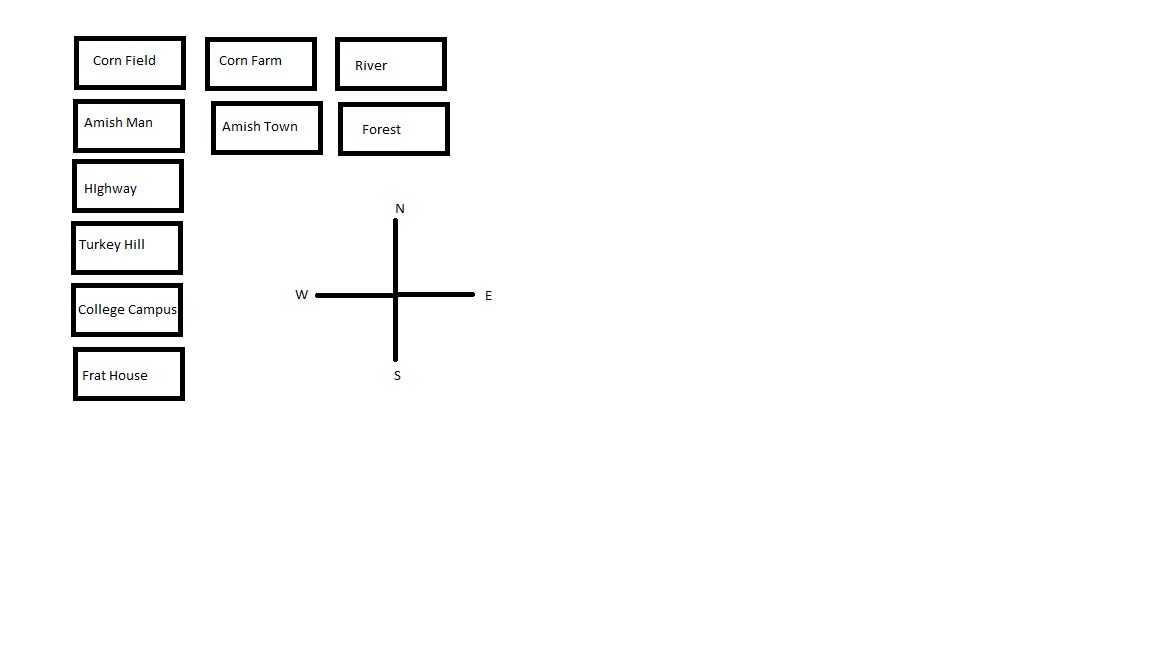 Corn Field
Corn Farm
River
Amish Man
Amish Town
Forest
HIghway
Turkey Hill
College Campus
Frat House
N
W
E
S